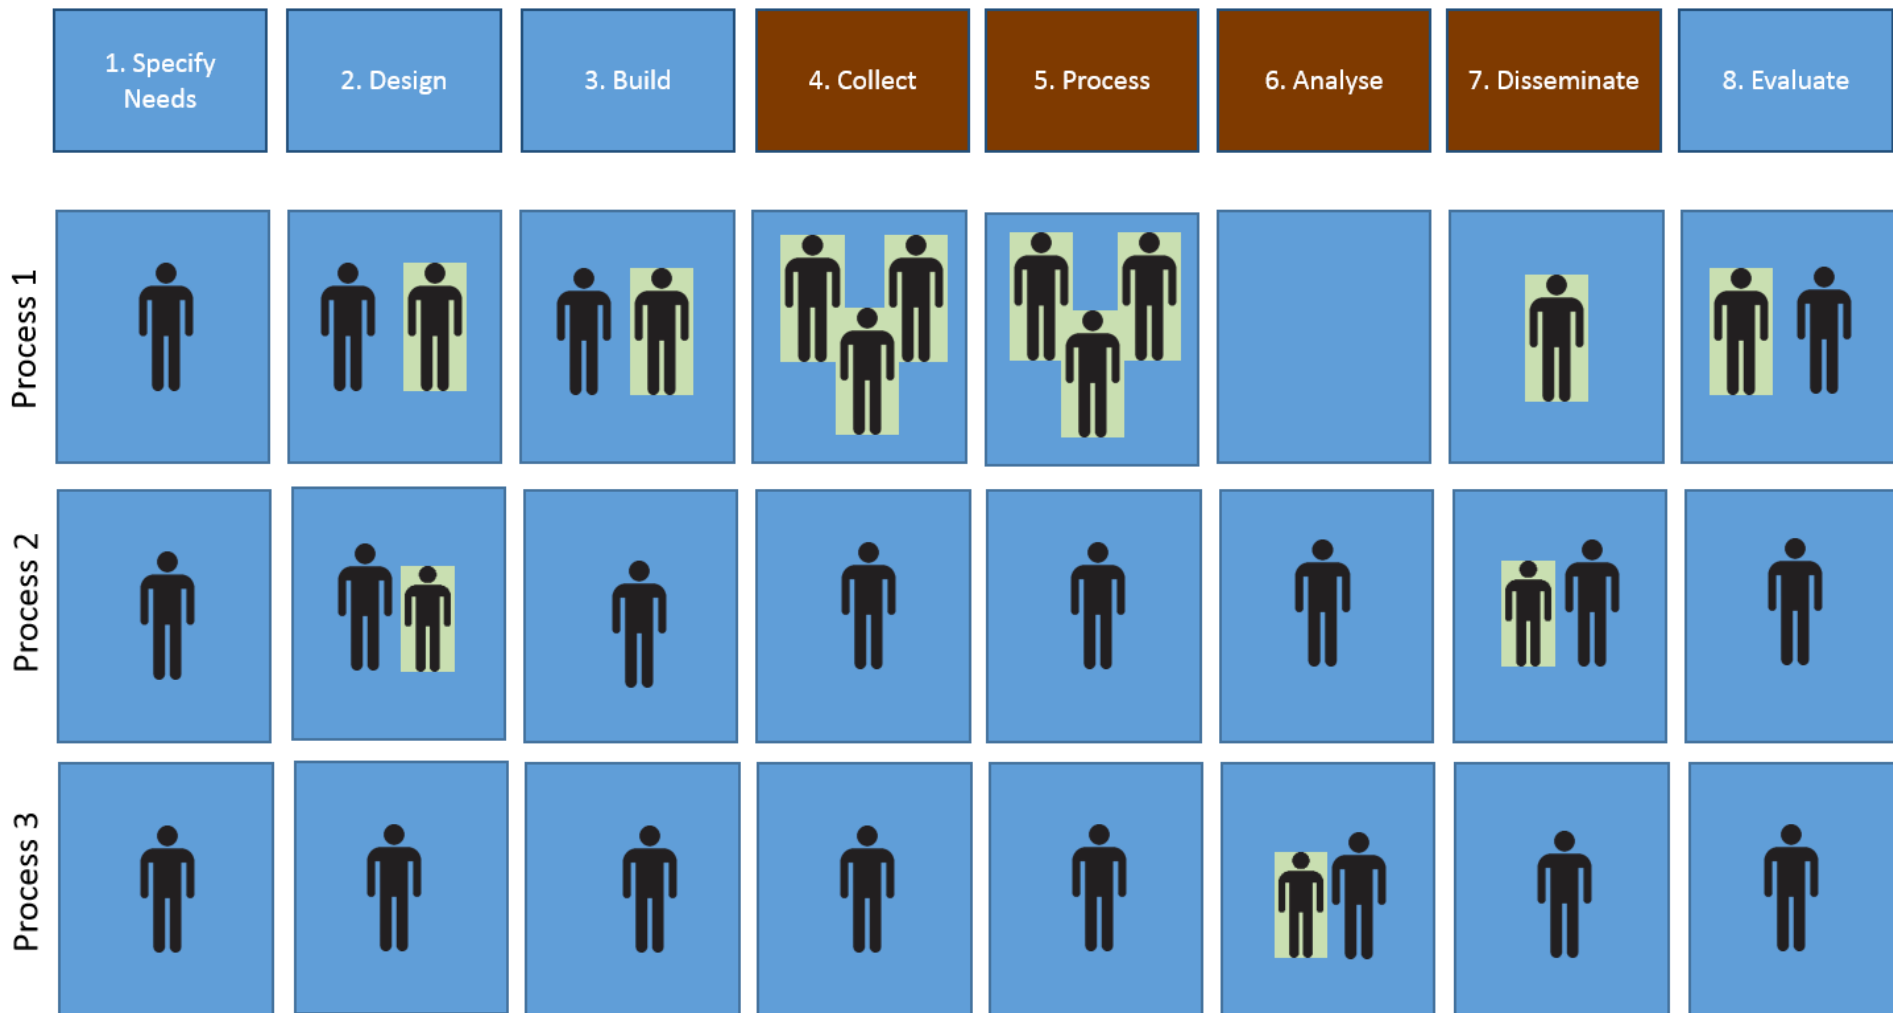 1. Specify
Needs
2. Design
3. Build
4. Collect
5. Process
6. Analyse
7. Disseminate
8. Evaluate
Process 1
Process 2
Process 3